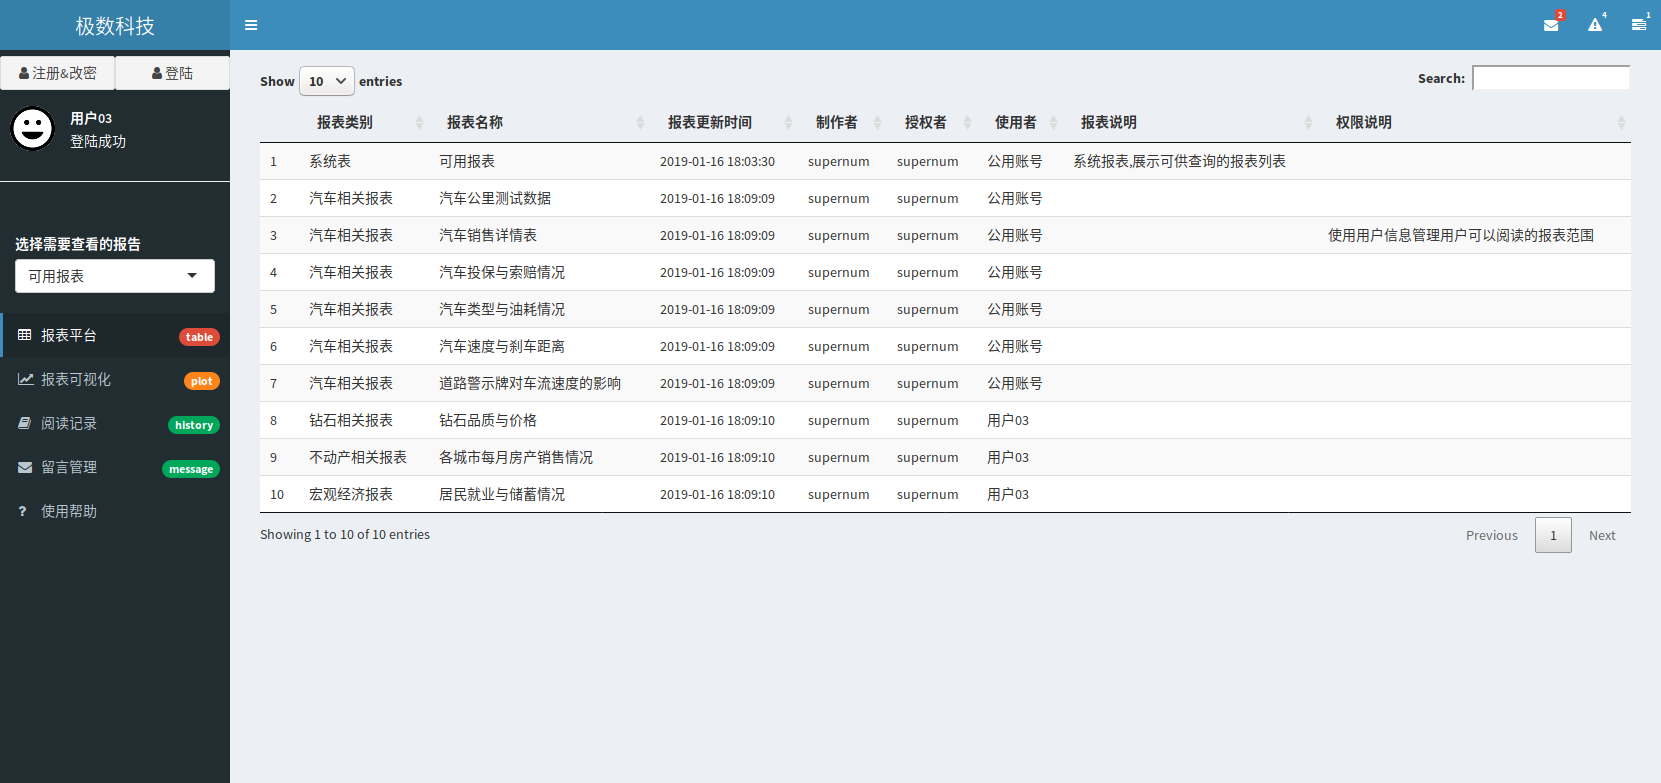 极数科技
2
4
1
注册&改密 登陆
用户03
登陆成功
选择需要查看的报告
可用报表
报表平台 table
报表可视化 plot
阅读记录 history
留言管理 message
使用帮助
Show 10 entries
Search:
报表类别 报表名称 报表更新时间 制作者 授权者 使用者 报表说明 权限说明
1 系统表 可用报表 2019-01-16 18:03:30 supernum supernum 公用账号 系统报表,展示可供查询的报表列表
2 汽车相关报表 汽车公里测试数据 2019-01-16 18:09:09 supernum supernum 公用账号
3 汽车相关报表 汽车销售详情表 2019-01-16 18:09:09 supernum supernum 公用账号 使用用户信息管理用户可以阅读的报表范围
4 汽车相关报表 汽车投保与索赔情况 2019-01-16 18:09:09 supernum supernum 公用账号
5 汽车相关报表 汽车类型与油耗情况 2019-01-16 18:09:09 supernum supernum 公用账号
6 汽车相关报表 汽车速度与刹车距离 2019-01-16 18:09:09 supernum supernum 公用账号
7 汽车相关报表 道路警示牌对车流速度的影响 2019-01-16 18:09:09 supernum supernum 公用账号
8 钻石相关报表 钻石品质与价格 2019-01-16 18:09:10 supernum supernum 用户03
9 不动产相关报表 各城市每月房产销售情况 2019-01-16 18:09:10 supernum supernum 用户03
10 宏观经济报表 居民就业与储蓄情况 2019-01-16 18:09:10 supernum supernum 用户03
Showing 1 to 10 of 10 entries
Previous 1 Next